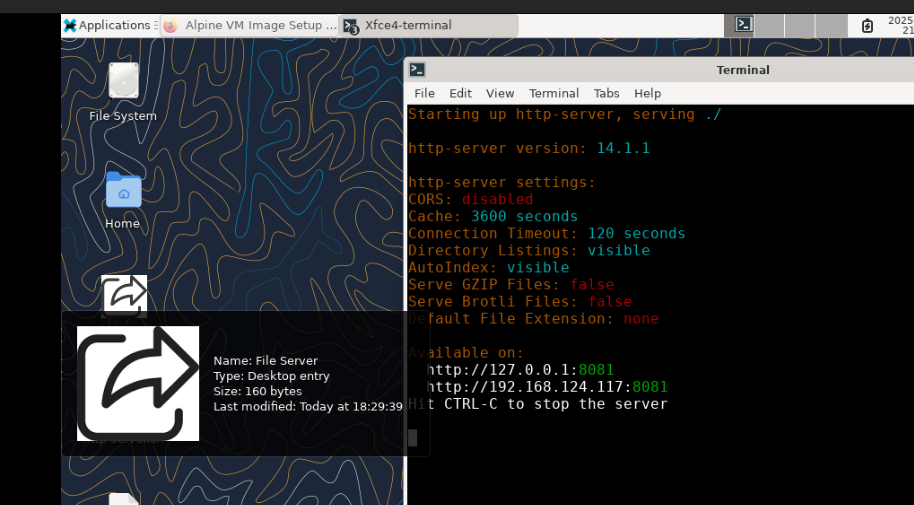 Applications
Alpine VM Image Setup ...
Xfce4-terminal
3
2025
21
File System
Home
Name: File Server
Type: Desktop entry
Size: 160 bytes
Last modified: Today at 18:29:39
Terminal
File Edit View Terminal Tabs Help
Starting up http-server, serving ./
http-server version: 14.1.1
http-server settings:
CORS: disabled
Cache: 3600 seconds
Connection Timeout: 120 seconds
Directory Listings: visible
AutoIndex: visible
Serve GZIP Files: false
Serve Brotli Files: false
Default File Extension: none
Available on:
http://127.0.0.1:8081
http://192.168.124.117:8081
Hit CTRL-C to stop the server